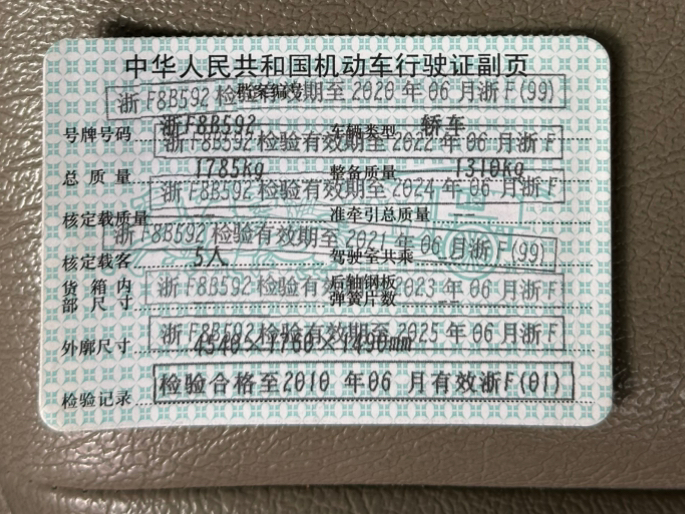 中华人民共和国机动车行驶证副页
档案编号
浙F8B592检验有效期至2020年06月浙F(99)
号牌号码 浙F8B592 车辆类型 轿车
浙F8B592检验有效期至2022年06月浙F
总质量 1785kg 整备质量 1310kg
浙F8B592检验有效期至2024年06月浙F
核定载质量 -- 准牵引总质量 --
浙F8B592检验有效期至2021年06月浙F(99)
核定载客 5人 驾驶室共乘 --
货箱内部尺寸 后轴钢板弹簧片数 --
浙F8B592检验有效期至2023年06月浙F
浙F8B592检验有效期至2025年06月浙F
外廓尺寸 4540×1760×1490mm
检验记录 检验合格至2010年06月有效浙F(01)